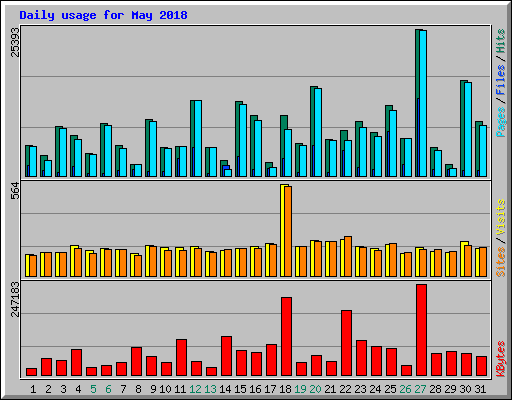 Daily usage for May 2018
25393
Pages / Files / Hits
564
Sites / Visits
247183
KBytes
1 2 3 4 5 6 7 8 9 10 11 12 13 14 15 16 17 18 19 20 21 22 23 24 25 26 27 28 29 30 31